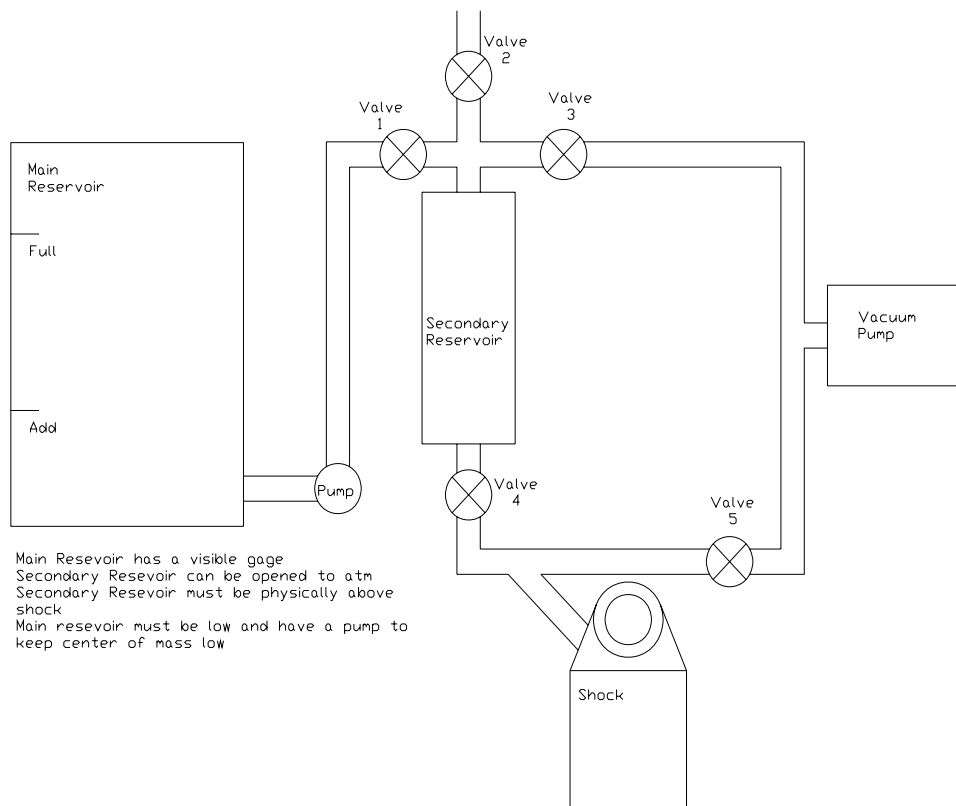 Valve
2
Valve
1
Valve
3
Main
Reservoir
Full
Secondary
Reservoir
Vacuum
Pump
Add
Pump
Valve
4
Valve
5
Main Resevoir has a visible gage
Secondary Resevoir can be opened to atm
Secondary Resevoir must be physically above
shock
Main resevoir must be low and have a pump to
keep center of mass low
Shock